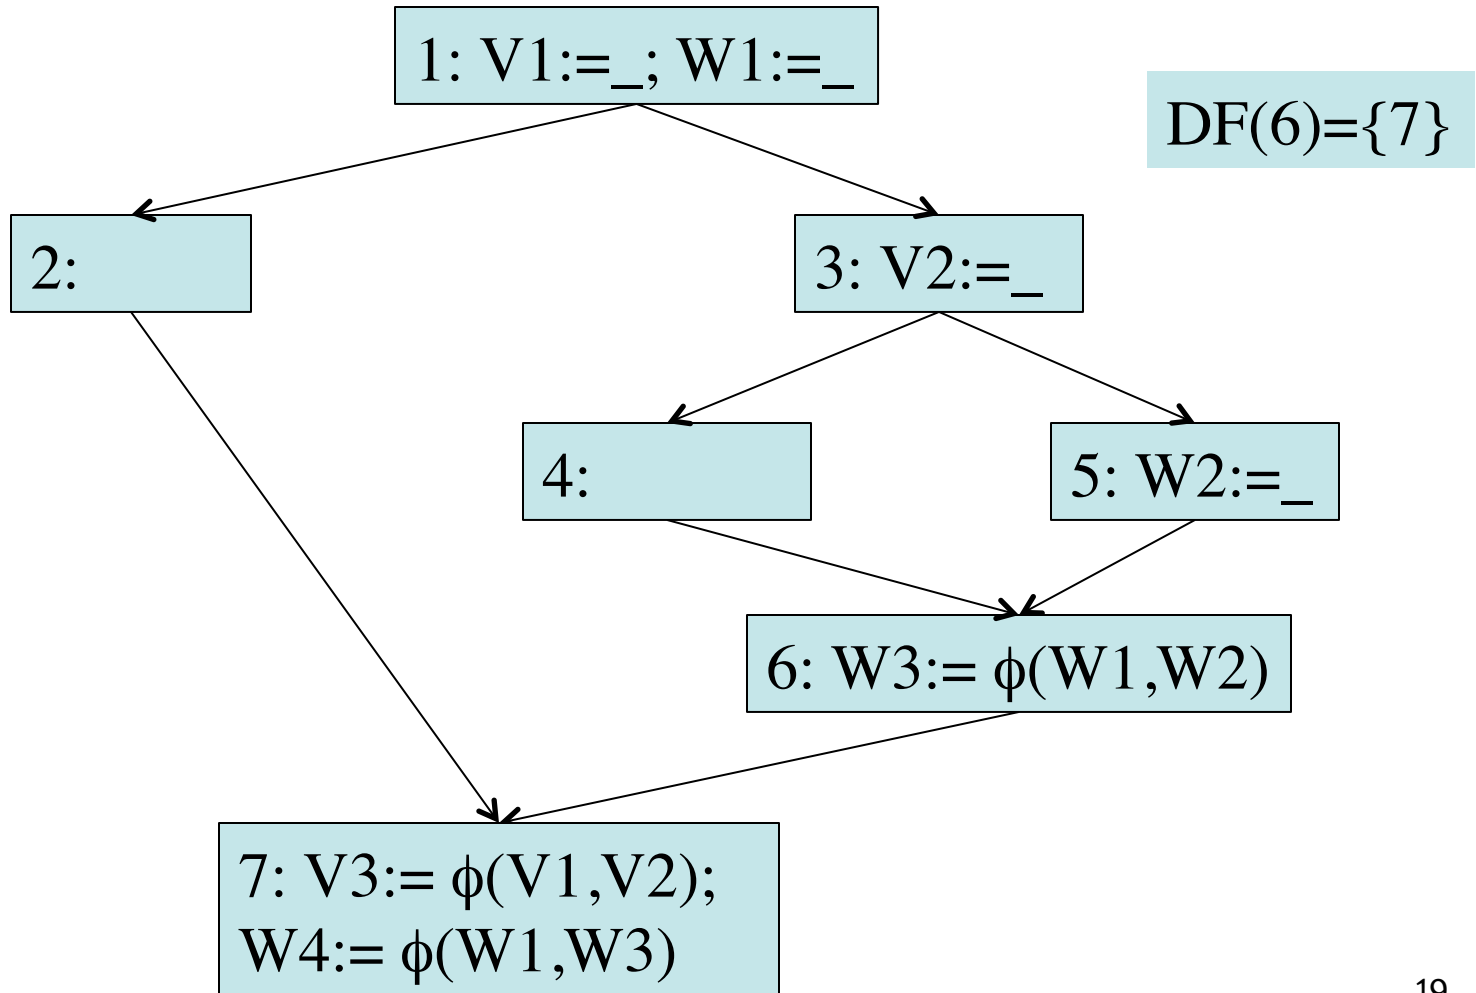 1: V1:=_; W1:=_
DF(6)={7}
2:
3: V2:=_
4:
5: W2:=_
6: W3:= ϕ(W1,W2)
7: V3:= ϕ(V1,V2);
W4:= ϕ(W1,W3)
19